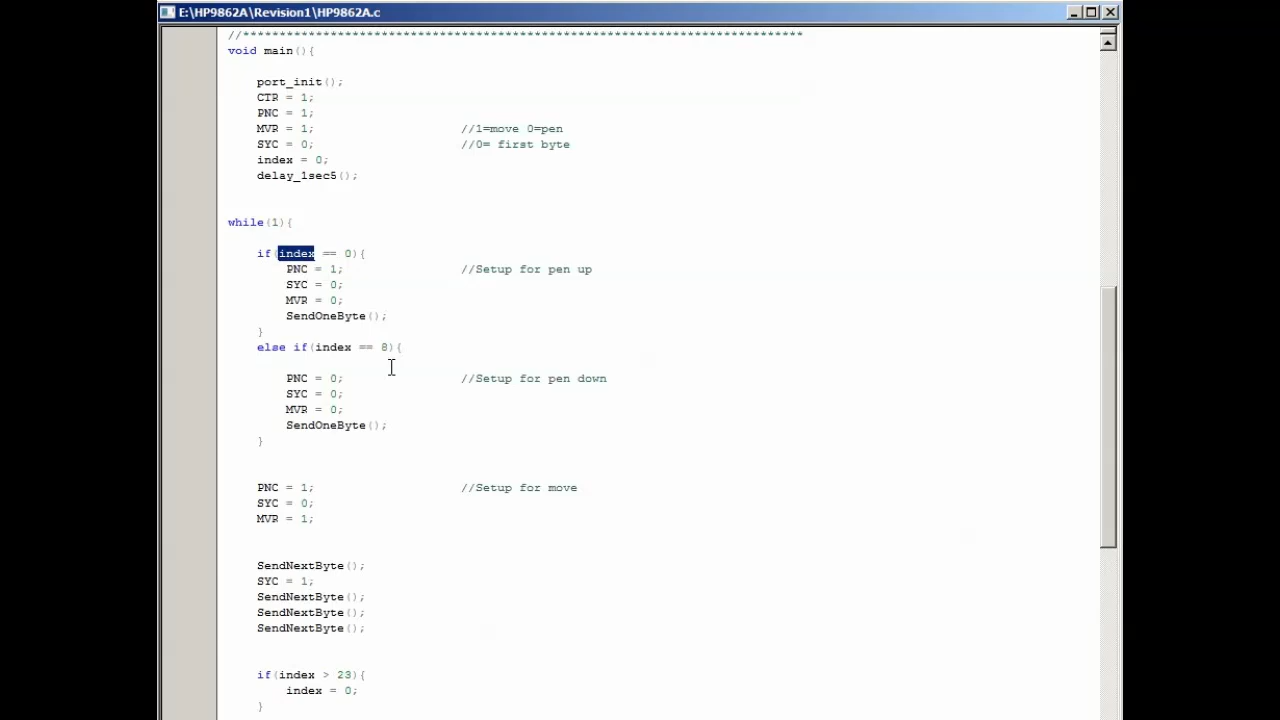 E:\HP9862A\Revision1\HP9862A.c
//*****************************************************************************
void main(){
port_init();
CTR = 1;
PNC = 1;
MVR = 1; //1=move 0=pen
SYC = 0; //0= first byte
index = 0;
delay_1sec5();
while(1){
if(index == 0){
PNC = 1; //Setup for pen up
SYC = 0;
MVR = 0;
SendOneByte();
}
else if(index == 8){
PNC = 0; //Setup for pen down
SYC = 0;
MVR = 0;
SendOneByte();
}
PNC = 1; //Setup for move
SYC = 0;
MVR = 1;
SendNextByte();
SYC = 1;
SendNextByte();
SendNextByte();
SendNextByte();
if(index > 23){
index = 0;
}